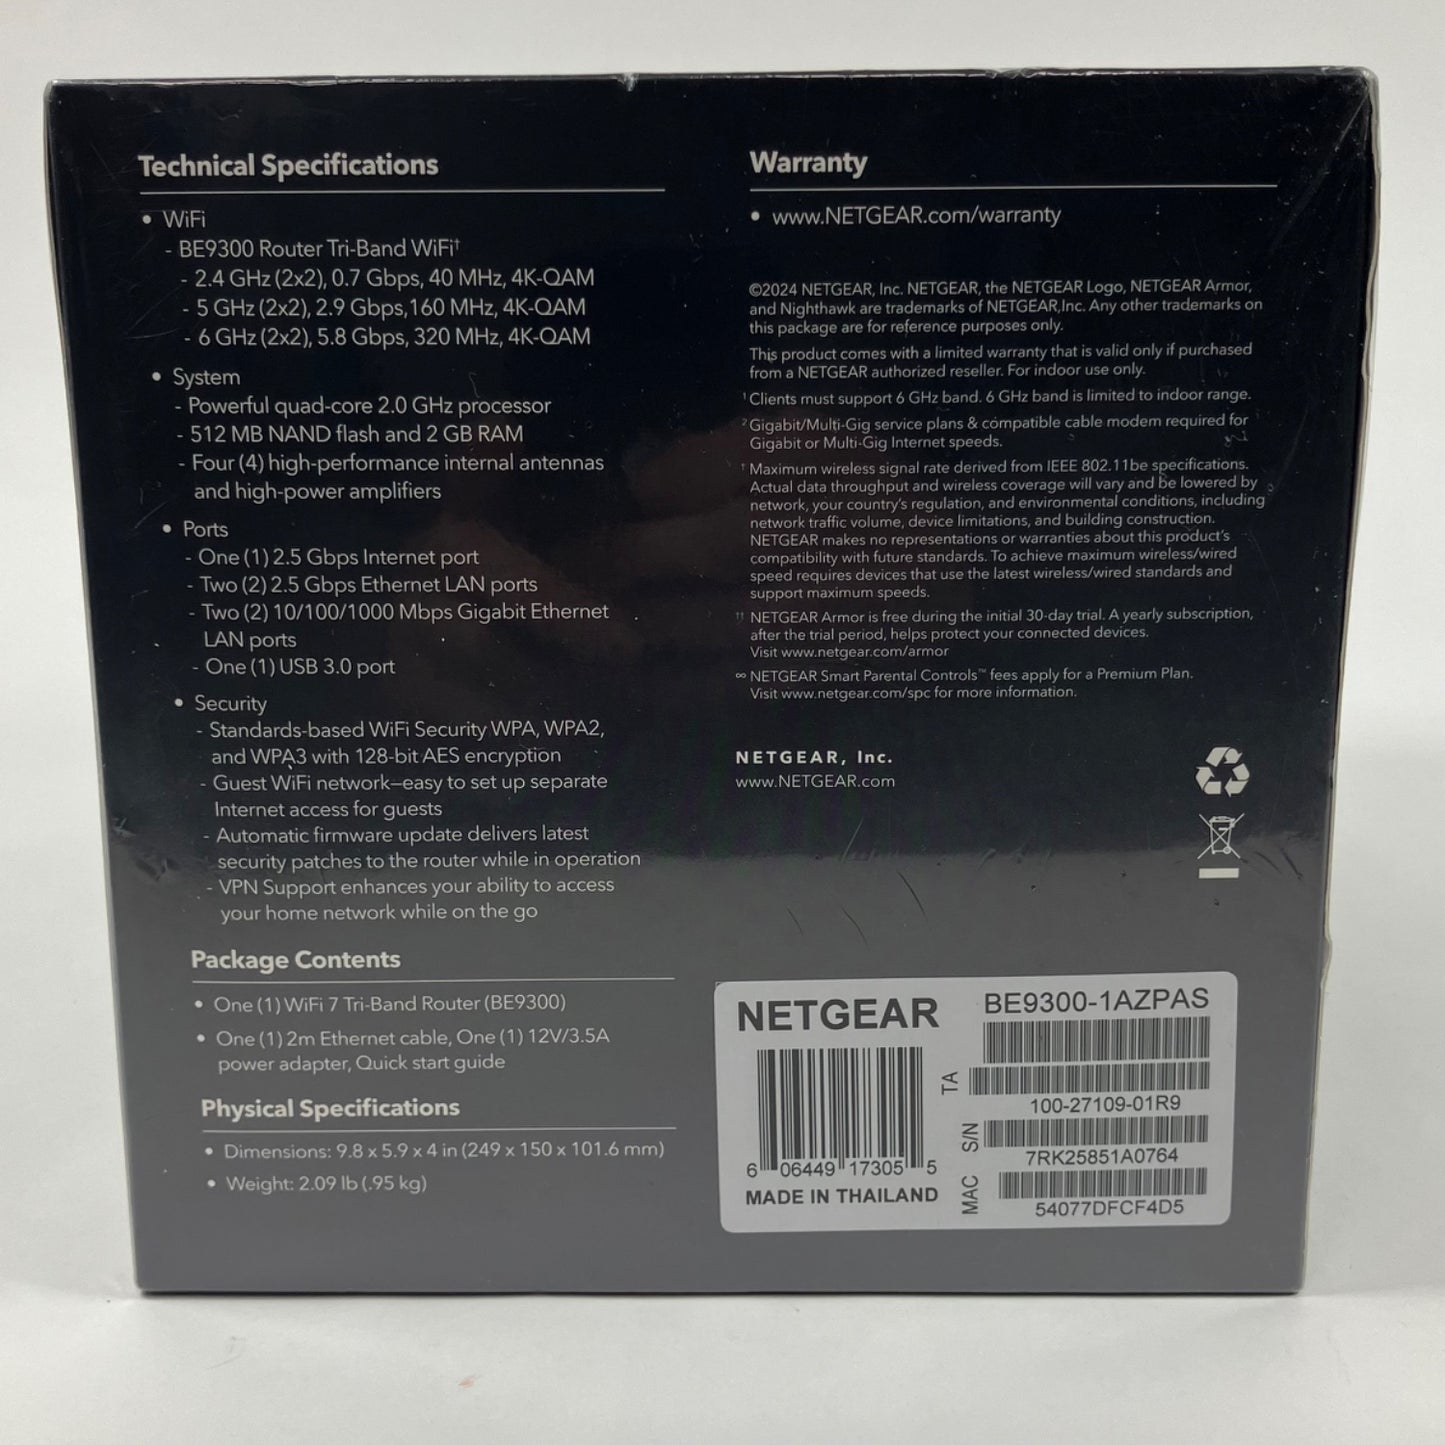 Technical Specifications
• WiFi
- BE9300 Router Tri-Band WiFi†
- 2.4 GHz (2x2), 0.7 Gbps, 40 MHz, 4K-QAM
- 5 GHz (2x2), 2.9 Gbps,160 MHz, 4K-QAM
- 6 GHz (2x2), 5.8 Gbps, 320 MHz, 4K-QAM
• System
- Powerful quad-core 2.0 GHz processor
- 512 MB NAND flash and 2 GB RAM
- Four (4) high-performance internal antennas
and high-power amplifiers
• Ports
- One (1) 2.5 Gbps Internet port
- Two (2) 2.5 Gbps Ethernet LAN ports
- Two (2) 10/100/1000 Mbps Gigabit Ethernet
LAN ports
- One (1) USB 3.0 port
• Security
- Standards-based WiFi Security WPA, WPA2,
and WPA3 with 128-bit AES encryption
- Guest WiFi network—easy to set up separate
Internet access for guests
- Automatic firmware update delivers latest
security patches to the router while in operation
- VPN Support enhances your ability to access
your home network while on the go
Package Contents
• One (1) WiFi 7 Tri-Band Router (BE9300)
• One (1) 2m Ethernet cable, One (1) 12V/3.5A
power adapter, Quick start guide
Physical Specifications
• Dimensions: 9.8 x 5.9 x 4 in (249 x 150 x 101.6 mm)
• Weight: 2.09 lb (.95 kg)
Warranty
• www.NETGEAR.com/warranty
©2024 NETGEAR, Inc. NETGEAR, the NETGEAR Logo, NETGEAR Armor,
and Nighthawk are trademarks of NETGEAR,Inc. Any other trademarks on
this package are for reference purposes only.
This product comes with a limited warranty that is valid only if purchased
from a NETGEAR authorized reseller. For indoor use only.
¹ Clients must support 6 GHz band. 6 GHz band is limited to indoor range.
² Gigabit/Multi-Gig service plans & compatible cable modem required for
Gigabit or Multi-Gig Internet speeds.
† Maximum wireless signal rate derived from IEEE 802.11be specifications.
Actual data throughput and wireless coverage will vary and be lowered by
network, your country's regulation, and environmental conditions, including
network traffic volume, device limitations, and building construction.
NETGEAR makes no representations or warranties about this product's
compatibility with future standards. To achieve maximum wireless/wired
speed requires devices that use the latest wireless/wired standards and
support maximum speeds.
†† NETGEAR Armor is free during the initial 30-day trial. A yearly subscription,
after the trial period, helps protect your connected devices.
Visit www.netgear.com/armor
∞ NETGEAR Smart Parental Controls™ fees apply for a Premium Plan.
Visit www.netgear.com/spc for more information.
NETGEAR, Inc.
www.NETGEAR.com
NETGEAR
6 06449 17305 5
MADE IN THAILAND
BE9300-1AZPAS
TA
100-27109-01R9
S/N
7RK25851A0764
MAC
54077DFCF4D5